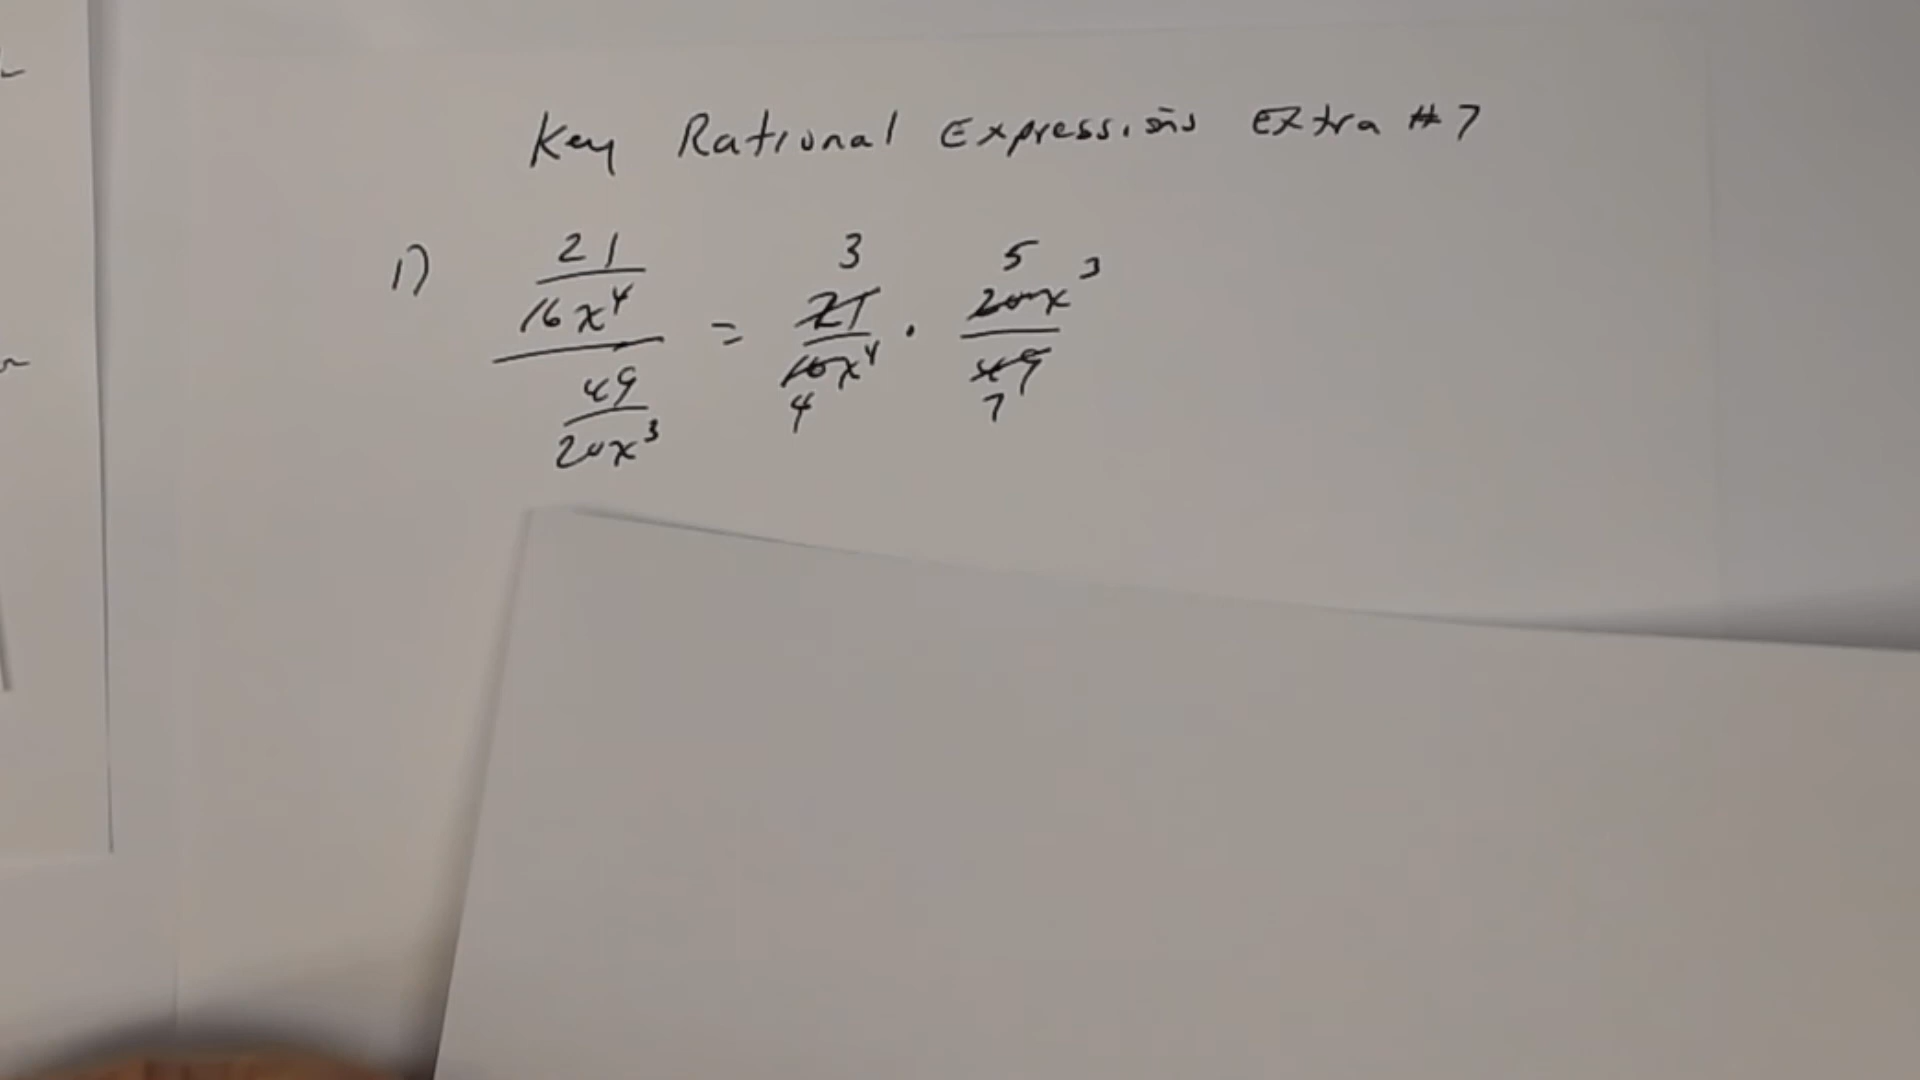 Key Rational Expressions Extra #7
3 5
1) 21 / 16x⁴ / 49 / 20x³ = 21 / 16x⁴ · 20x³ / 49
4 7